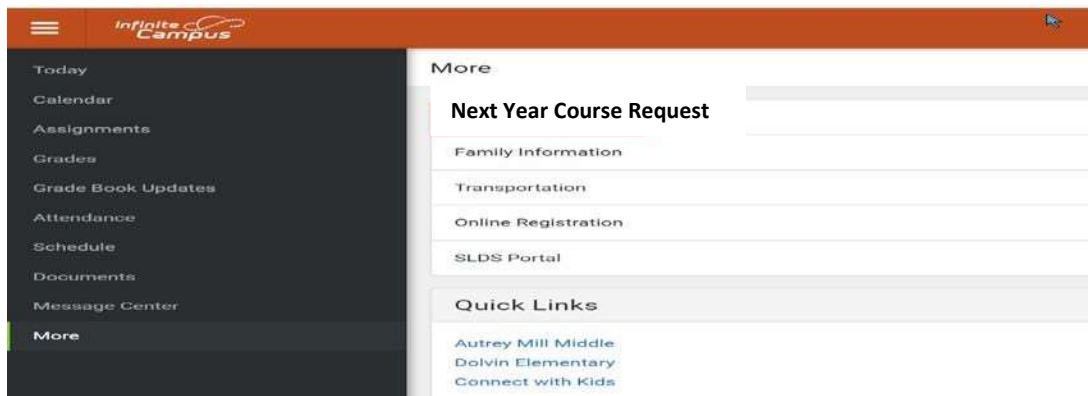 Infinite Campus
Today
Calendar
Assignments
Grades
Grade Book Updates
Attendance
Schedule
Documents
Message Center
More
More
Next Year Course Request
Family Information
Transportation
Online Registration
SLDS Portal
Quick Links
Autrey Mill Middle
Dolvin Elementary
Connect with Kids